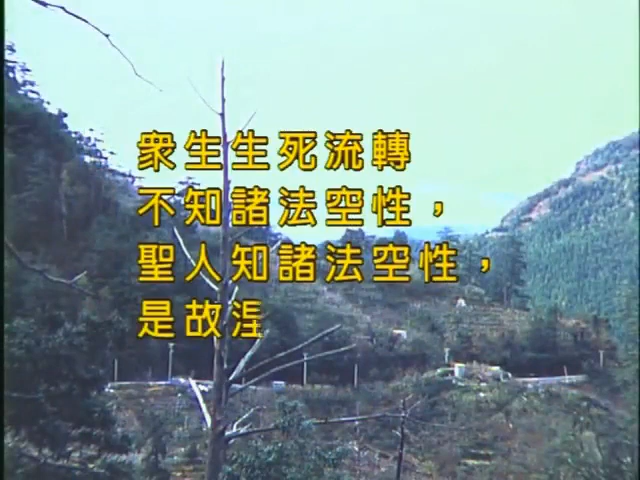 衆生生死流轉
不知諸法空性，
聖人知諸法空性，
是故涅